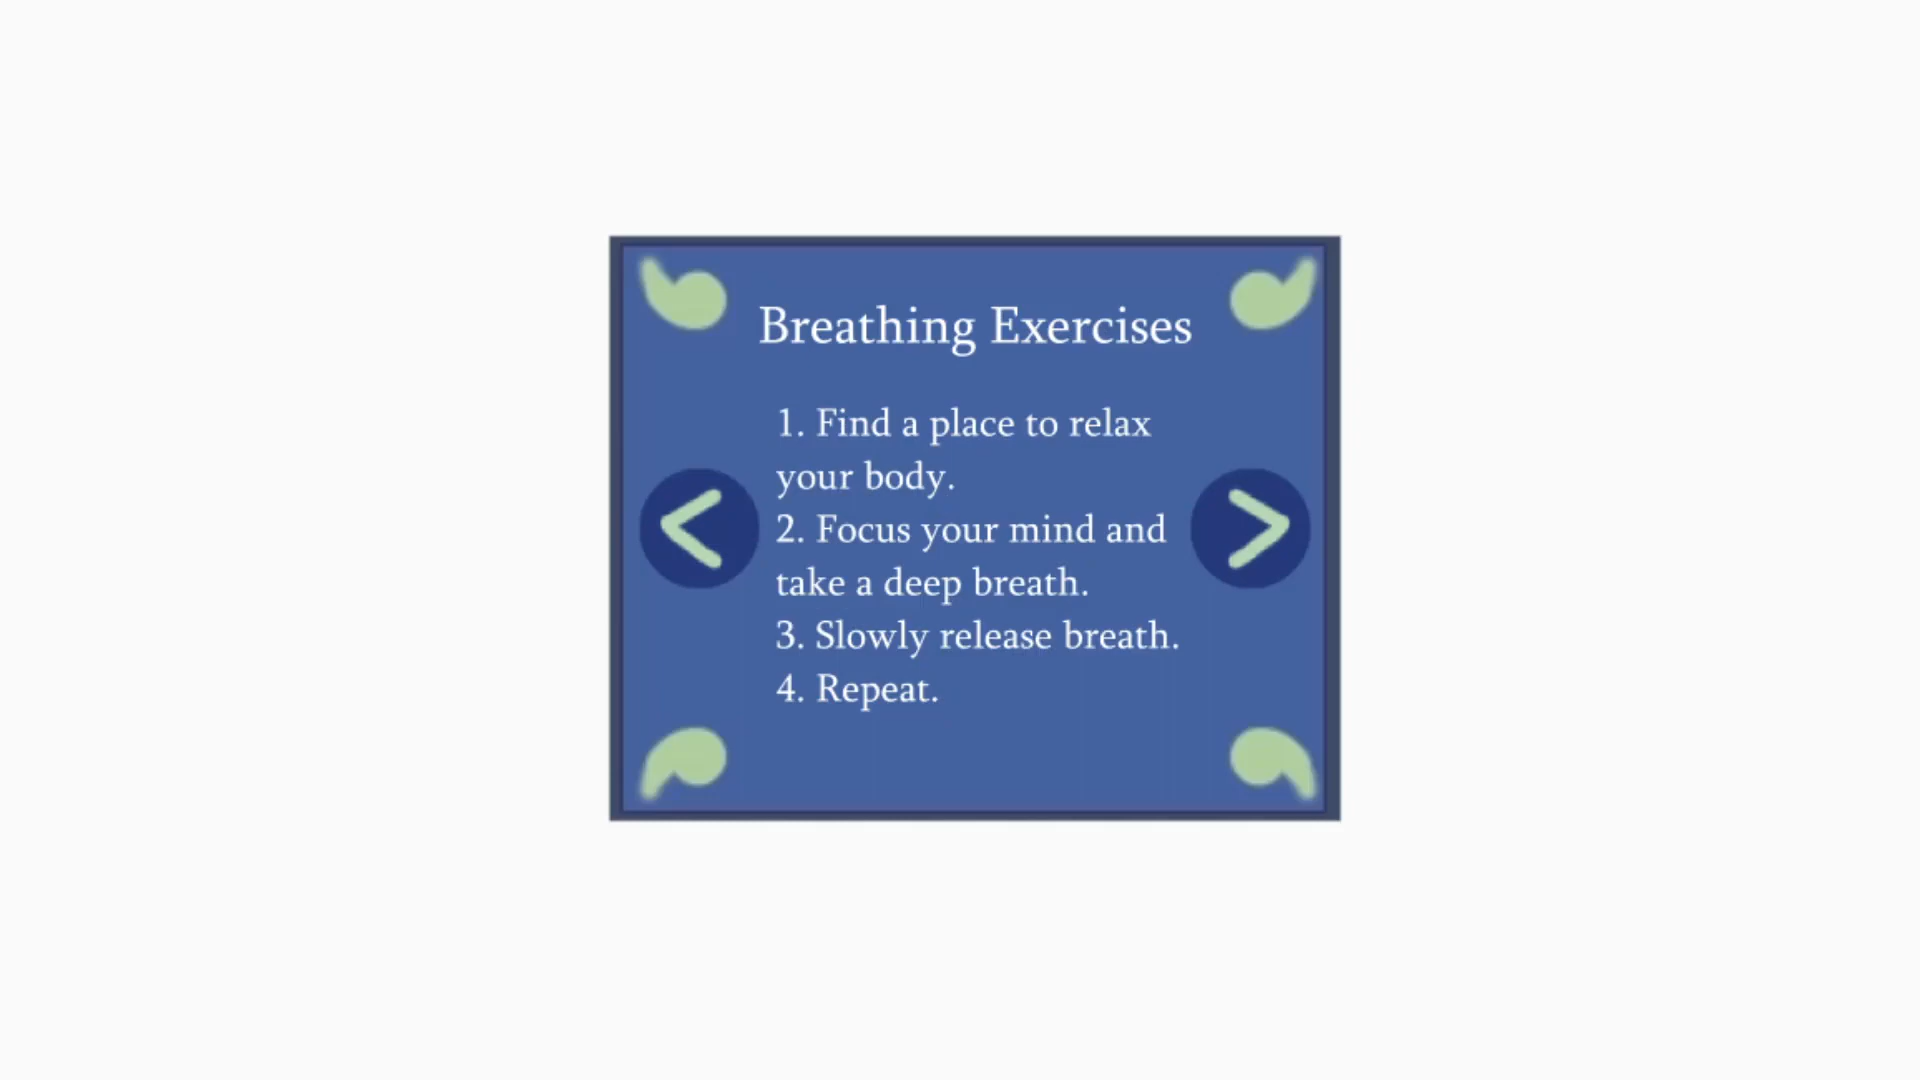 Breathing Exercises
1. Find a place to relax
your body.
2. Focus your mind and
take a deep breath.
3. Slowly release breath.
4. Repeat.